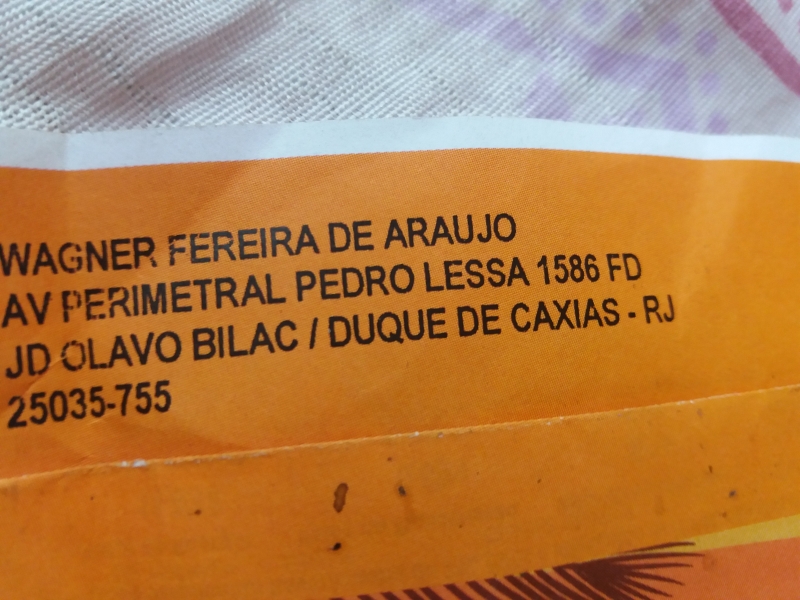 WAGNER FEREIRA DE ARAUJO
AV PERIMETRAL PEDRO LESSA 1586 FD
JD OLAVO BILAC / DUQUE DE CAXIAS - RJ
25035-755